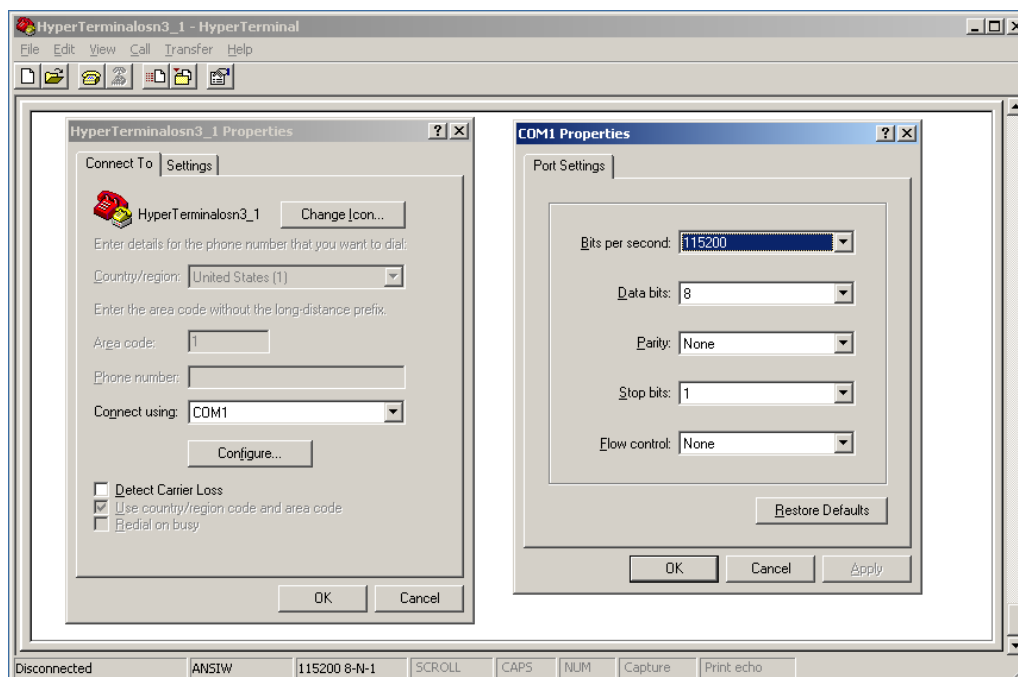 HyperTerminalosn3_1 - HyperTerminal
File Edit View Call Transfer Help
HyperTerminalosn3_1 Properties
Connect To Settings
HyperTerminalosn3_1 Change Icon...
Enter details for the phone number that you want to dial:
Country/region: United States (1)
Enter the area code without the long-distance prefix.
Area code: 1
Phone number:
Connect using: COM1
Configure...
Detect Carrier Loss
Use country/region code and area code
Redial on busy
OK Cancel
COM1 Properties
Port Settings
Bits per second: 115200
Data bits: 8
Parity: None
Stop bits: 1
Flow control: None
Restore Defaults
OK Cancel Apply
Disconnected ANSIW 115200 8-N-1 SCROLL CAPS NUM Capture Print echo